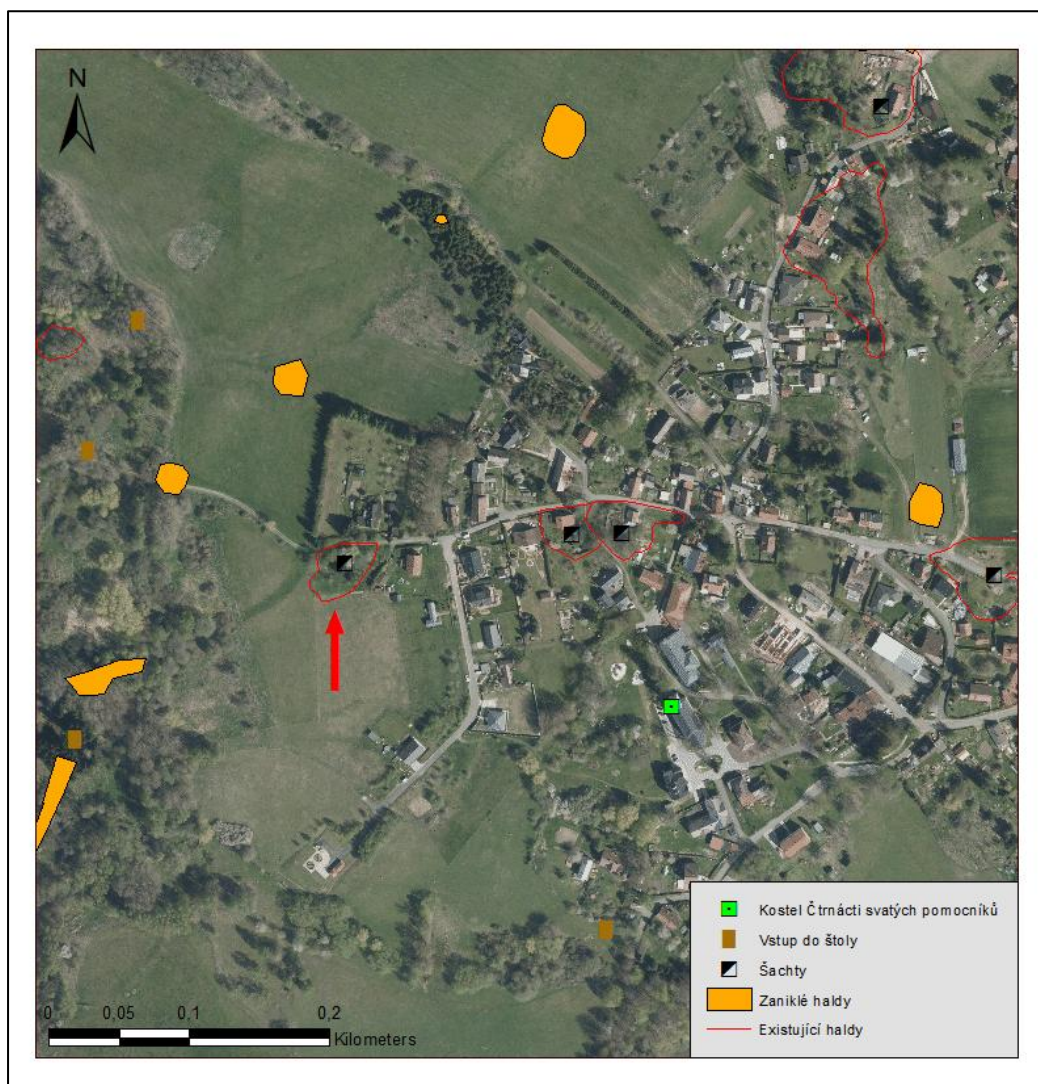 N
Kostel Čtrnácti svatých pomocníků
Vstup do štoly
Šachty
Zaniklé haldy
Existující haldy
0 0,05 0,1 0,2
Kilometers